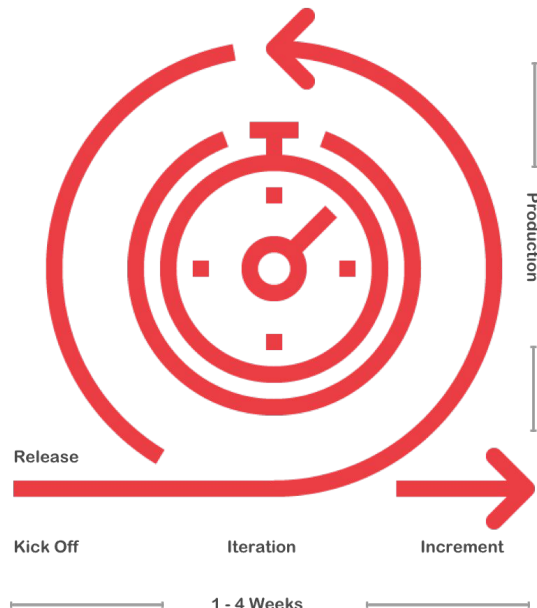 Production
Release
Kick Off
Iteration
Increment
1 - 4 Weeks